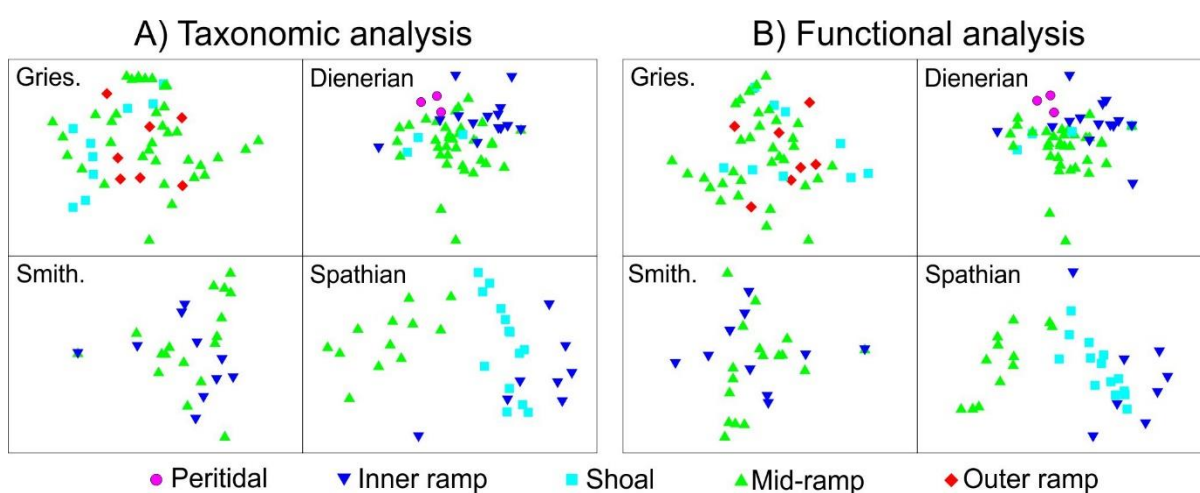 A) Taxonomic analysis
B) Functional analysis
Gries.
Dienerian
Gries.
Dienerian
Smith.
Spathian
Smith.
Spathian
Peritidal
Inner ramp
Shoal
Mid-ramp
Outer ramp